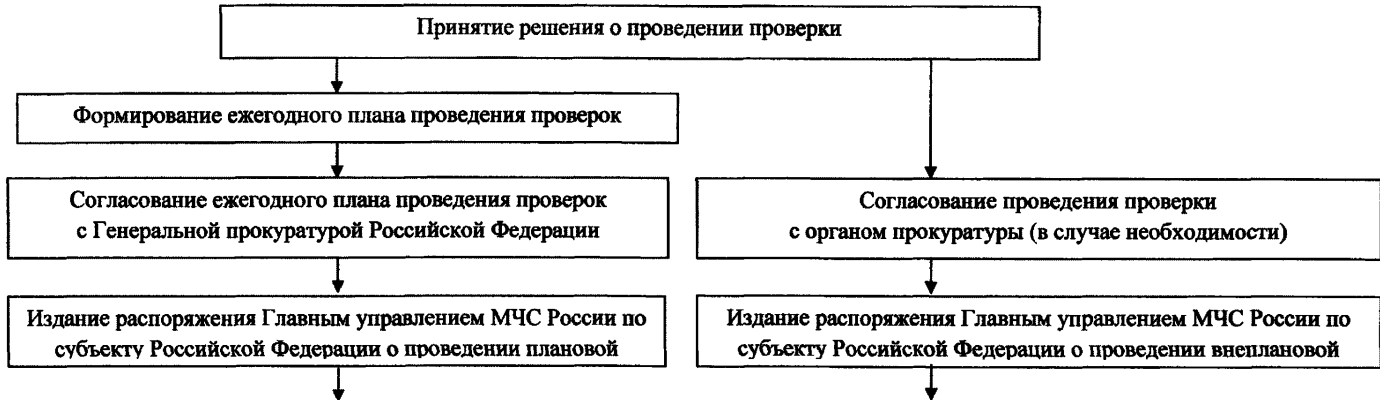 Принятие решения о проведении проверки
Формирование ежегодного плана проведения проверок
Согласование ежегодного плана проведения проверок
с Генеральной прокуратурой Российской Федерации
Согласование проведения проверки
с органом прокуратуры (в случае необходимости)
Издание распоряжения Главным управлением МЧС России по
субъекту Российской Федерации о проведении плановой
Издание распоряжения Главным управлением МЧС России по
субъекту Российской Федерации о проведении внеплановой